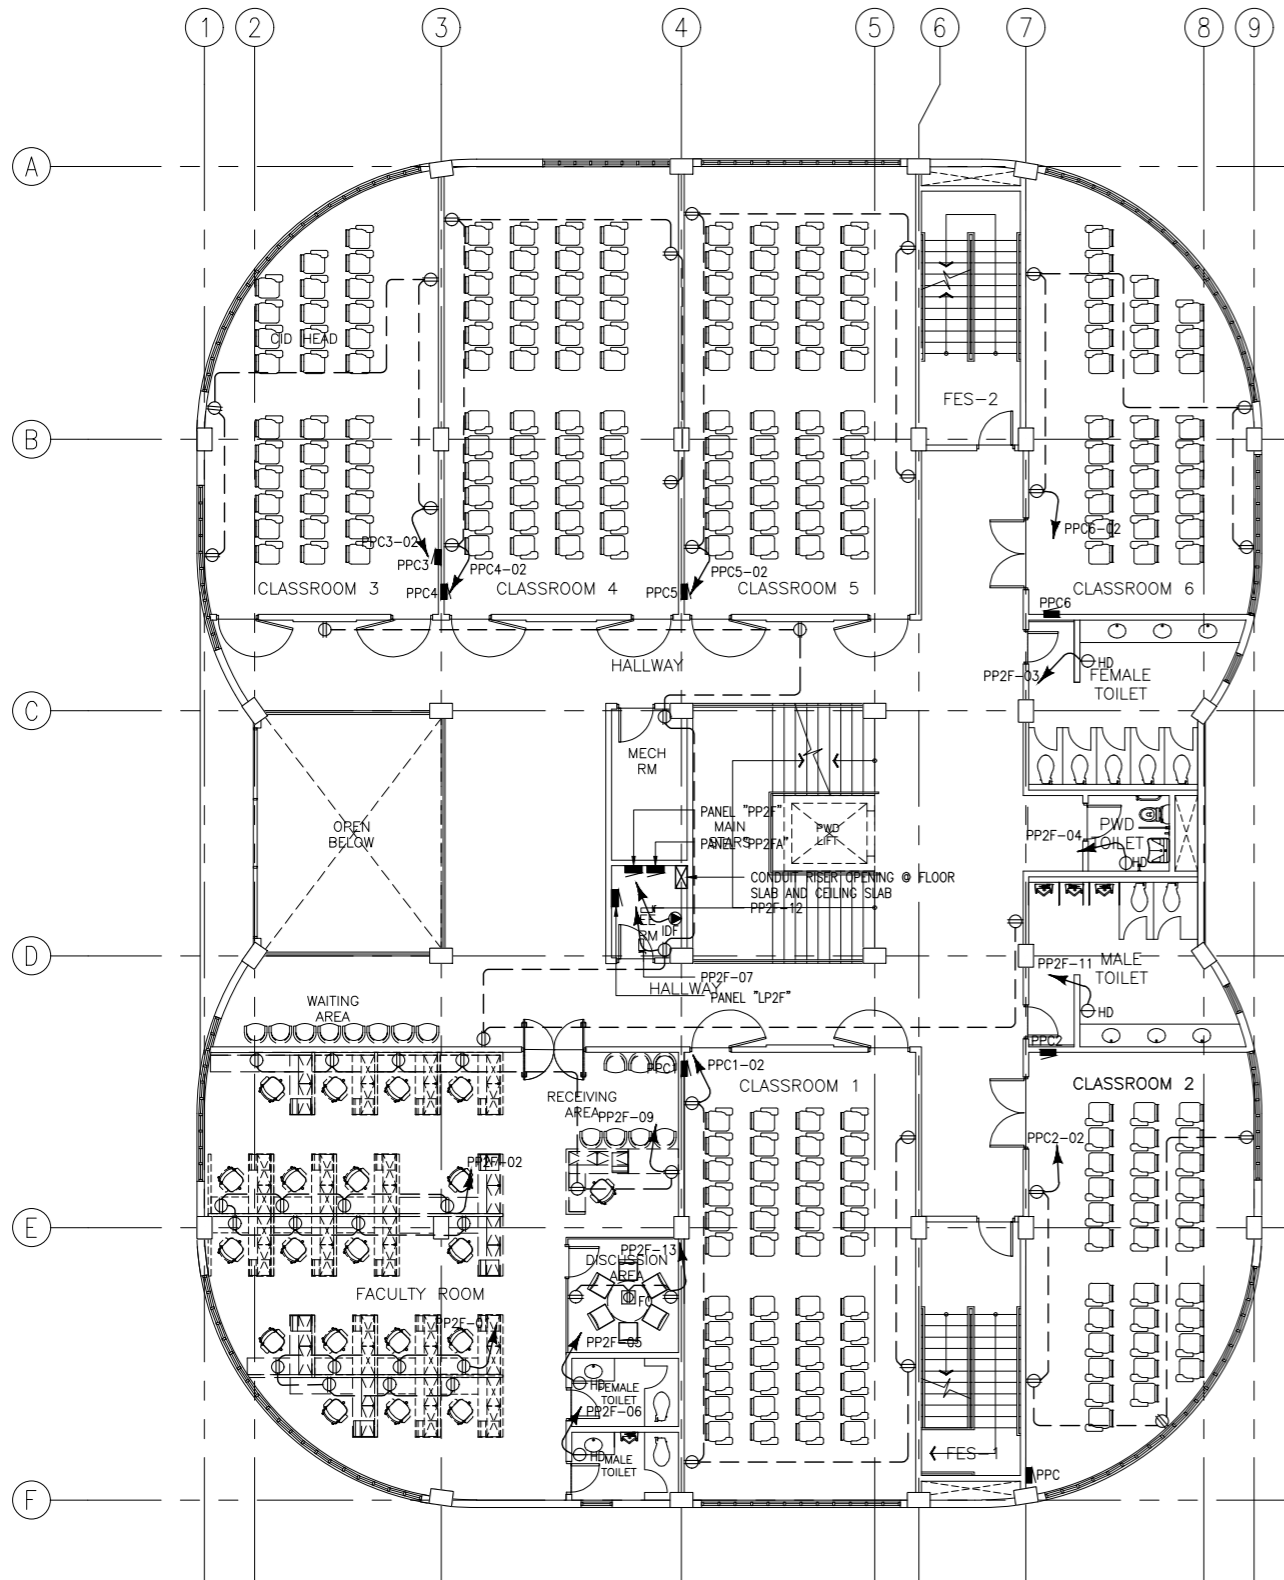 1 2 3 4 5 6 7 8 9
A
CID HEAD
FES-2
B
PPC3-02
PPC6-02
PPC3
PPC4-02
PPC5-02
CLASSROOM 3
PPC4
CLASSROOM 4
PPC5
CLASSROOM 5
CLASSROOM 6
PPC6
HALLWAY
HD
PP2F-03
FEMALE
TOILET
C
MECH
RM
PANEL "PP2F"
MAIN
STAIRS
PANEL "PP2FA"
OPEN
BELOW
PWD
LIFT
PWD
TOILET
PP2F-04
HD
CONDUIT RISER OPENING @ FLOOR
SLAB AND CEILING SLAB
PP2F-12
EE
RM
IDF
D
MALE
TOILET
PP2F-11
PP2F-07
HALLWAY
PANEL "LP2F"
WAITING
AREA
HD
PPC2
PPC1
PPC1-02
CLASSROOM 1
CLASSROOM 2
RECEIVING
AREA
PP2F-09
PPC2-02
PP2FA-02
E
PP2F-13
DISCUSSION
AREA
FACULTY ROOM
FO
PP2F-01
PP2F-05
HD
FEMALE
TOILET
PP2F-06
HD
MALE
TOILET
FES-1
PPC
F